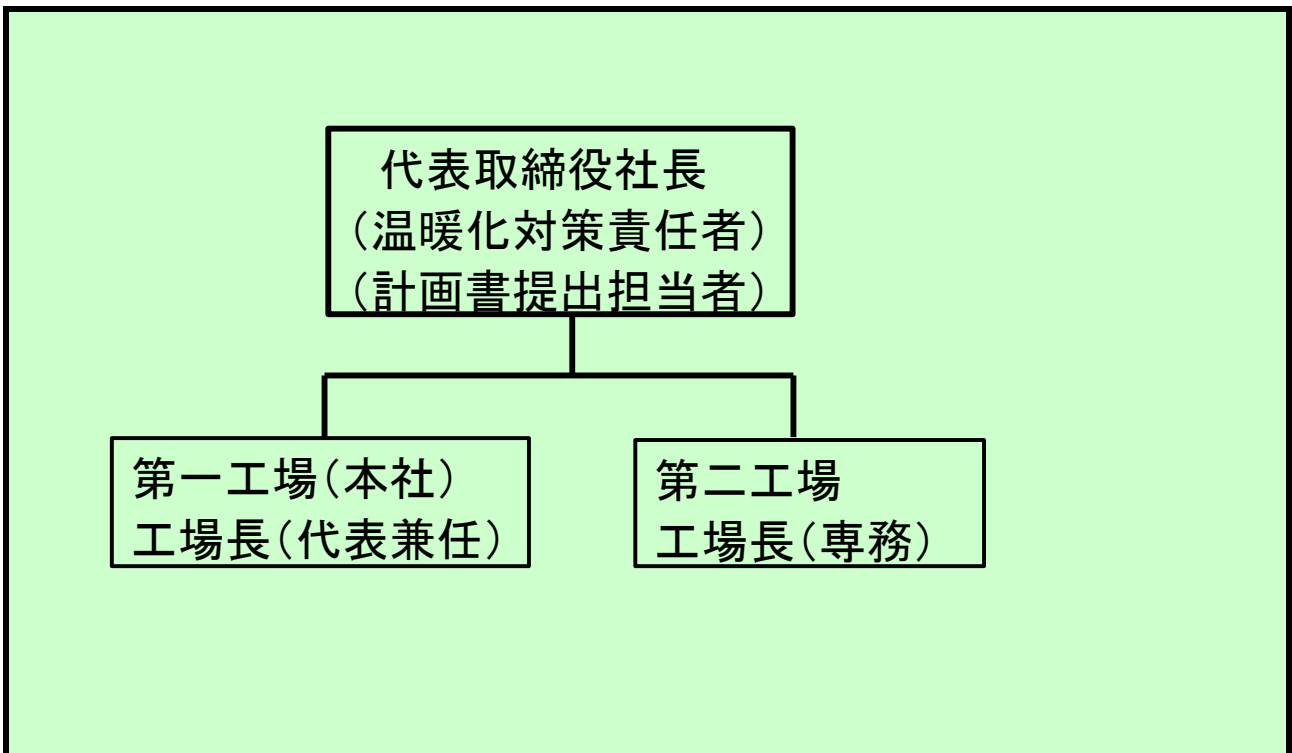 代表取締役社長
（温暖化対策責任者）
（計画書提出担当者）
第一工場（本社）
工場長（代表兼任）
第二工場
工場長（専務）